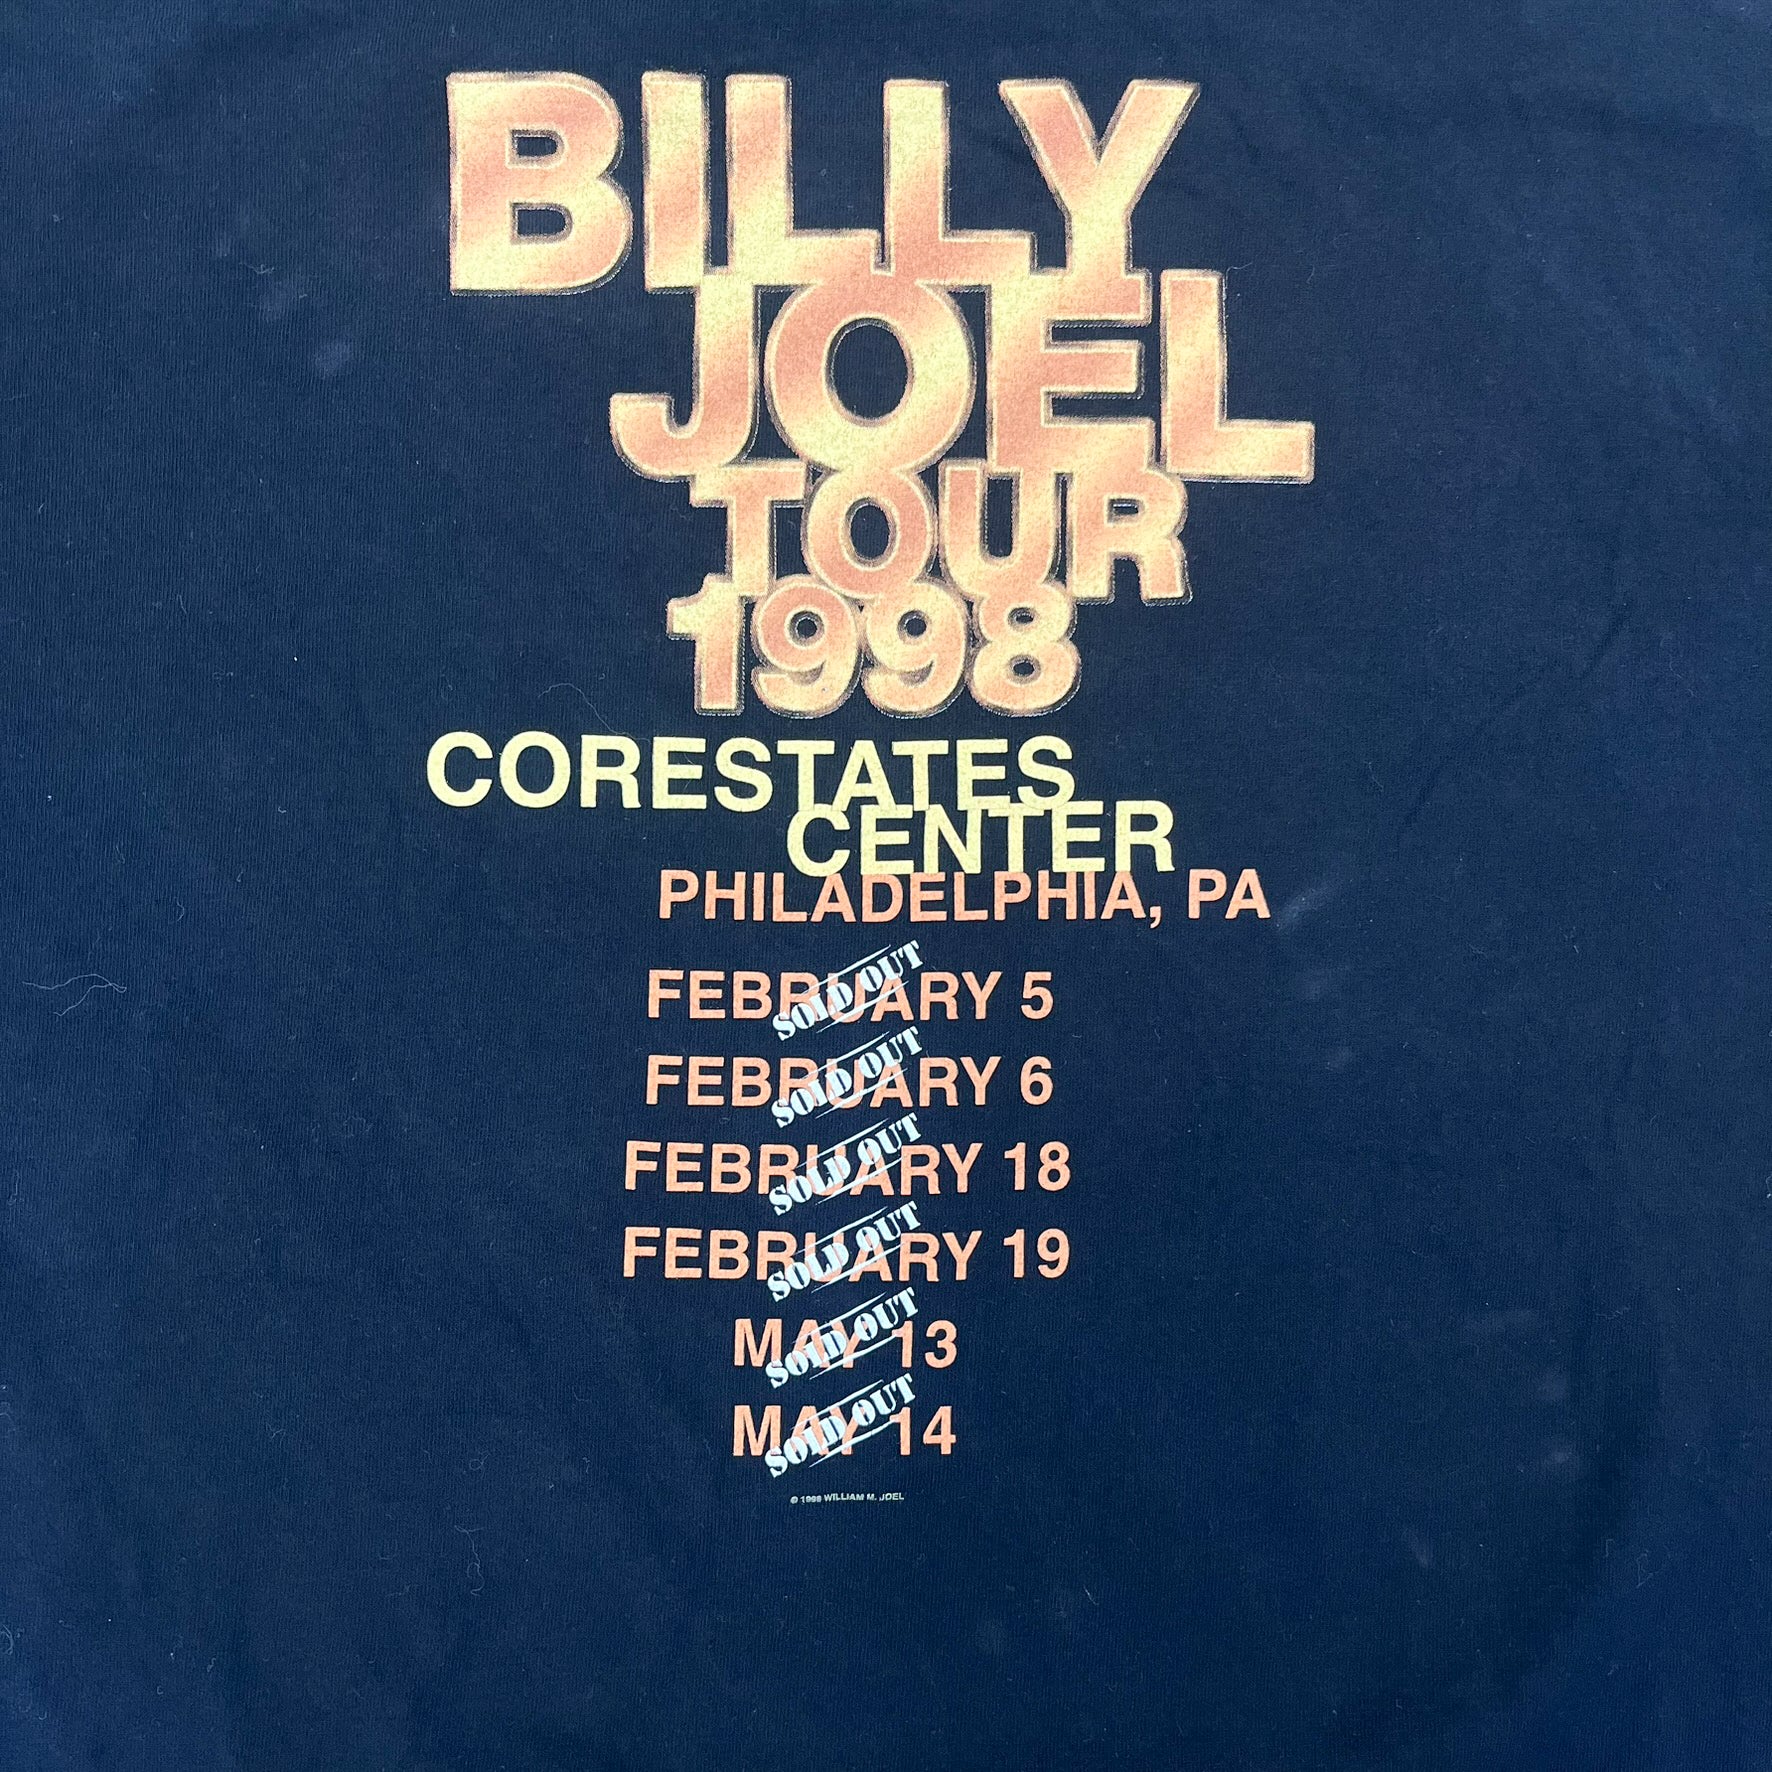 BILLY
JOEL
TOUR
1998
CORESTATES
CENTER
PHILADELPHIA, PA
FEBRUARY 5
SOLD OUT
FEBRUARY 6
SOLD OUT
FEBRUARY 18
SOLD OUT
FEBRUARY 19
SOLD OUT
MAY 13
SOLD OUT
MAY 14
SOLD OUT
© 1998 WILLIAM M. JOEL